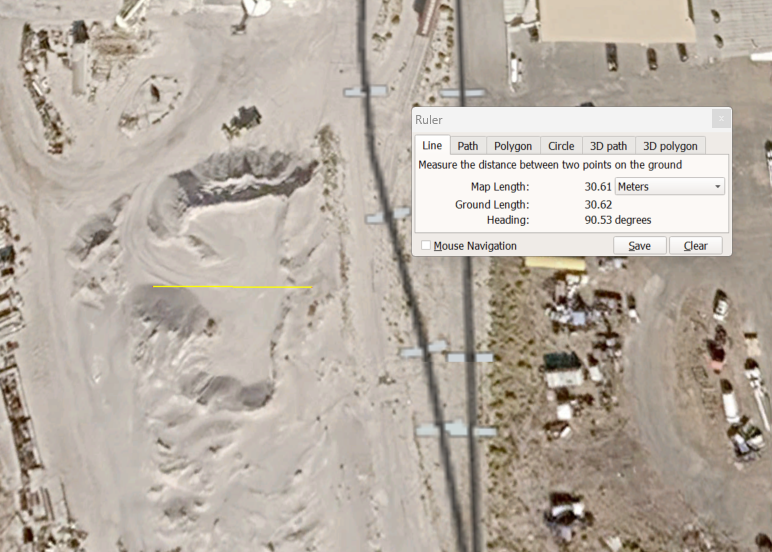 Ruler
Line Path Polygon Circle 3D path 3D polygon
Measure the distance between two points on the ground
Map Length: 30.61 Meters
Ground Length: 30.62
Heading: 90.53 degrees
Mouse Navigation Save Clear